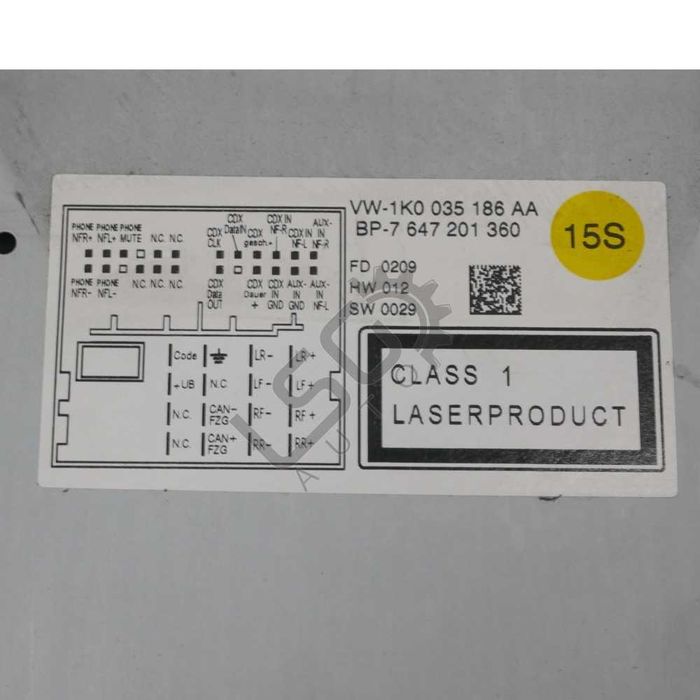 VW-1K0 035 186 AA
BP-7 647 201 360
15S
FD 0209
HW 012
SW 0029
CLASS 1
LASERPRODUCT
PHONE NFR+
PHONE NFL+
PHONE MUTE
N.C. N.C.
CDX CLK
CDX DataIN
gesch.+
CDX IN NF-R
CDX IN NF-L
AUX-IN NF-R
PHONE NFR-
PHONE NFL-
N.C. N.C. N.C.
CDX Data OUT
CDX Dauer +
CDX IN GND
AUX-IN GND
AUX-IN NF-L
Code LR- LR+
+UB N.C. LF- LF+
N.C. CAN- FZG RF- RF+
N.C. CAN+ FZG RR- RR+
LSG
AUTO